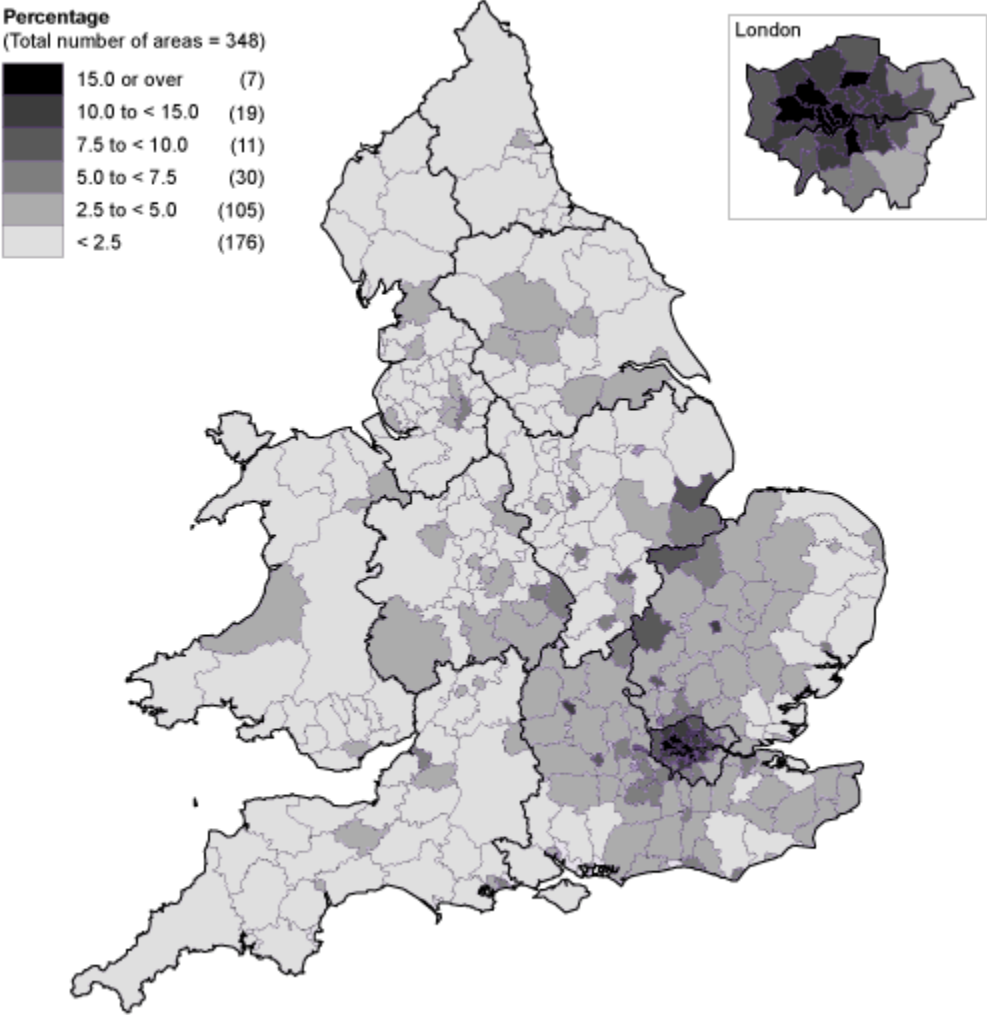 Percentage
(Total number of areas = 348)
15.0 or over (7)
10.0 to < 15.0 (19)
7.5 to < 10.0 (11)
5.0 to < 7.5 (30)
2.5 to < 5.0 (105)
< 2.5 (176)
London